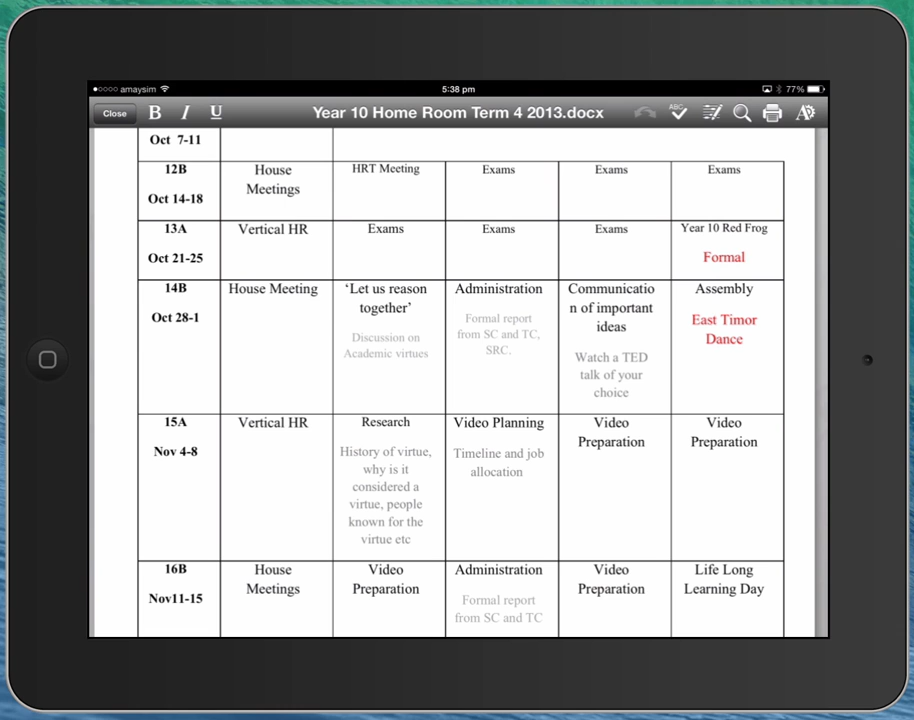 amaysim
5:38 pm
77%
Close
B I U
Year 10 Home Room Term 4 2013.docx
ABC
Oct 7-11
12B
Oct 14-18
House
Meetings
HRT Meeting
Exams
Exams
Exams
13A
Oct 21-25
Vertical HR
Exams
Exams
Exams
Year 10 Red Frog
Formal
14B
Oct 28-1
House Meeting
‘Let us reason
together’
Discussion on
Academic virtues
Administration
Formal report
from SC and TC,
SRC.
Communicatio
n of important
ideas
Watch a TED
talk of your
choice
Assembly
East Timor
Dance
15A
Nov 4-8
Vertical HR
Research
History of virtue,
why is it
considered a
virtue, people
known for the
virtue etc
Video Planning
Timeline and job
allocation
Video
Preparation
Video
Preparation
16B
Nov11-15
House
Meetings
Video
Preparation
Administration
Formal report
from SC and TC
Video
Preparation
Life Long
Learning Day